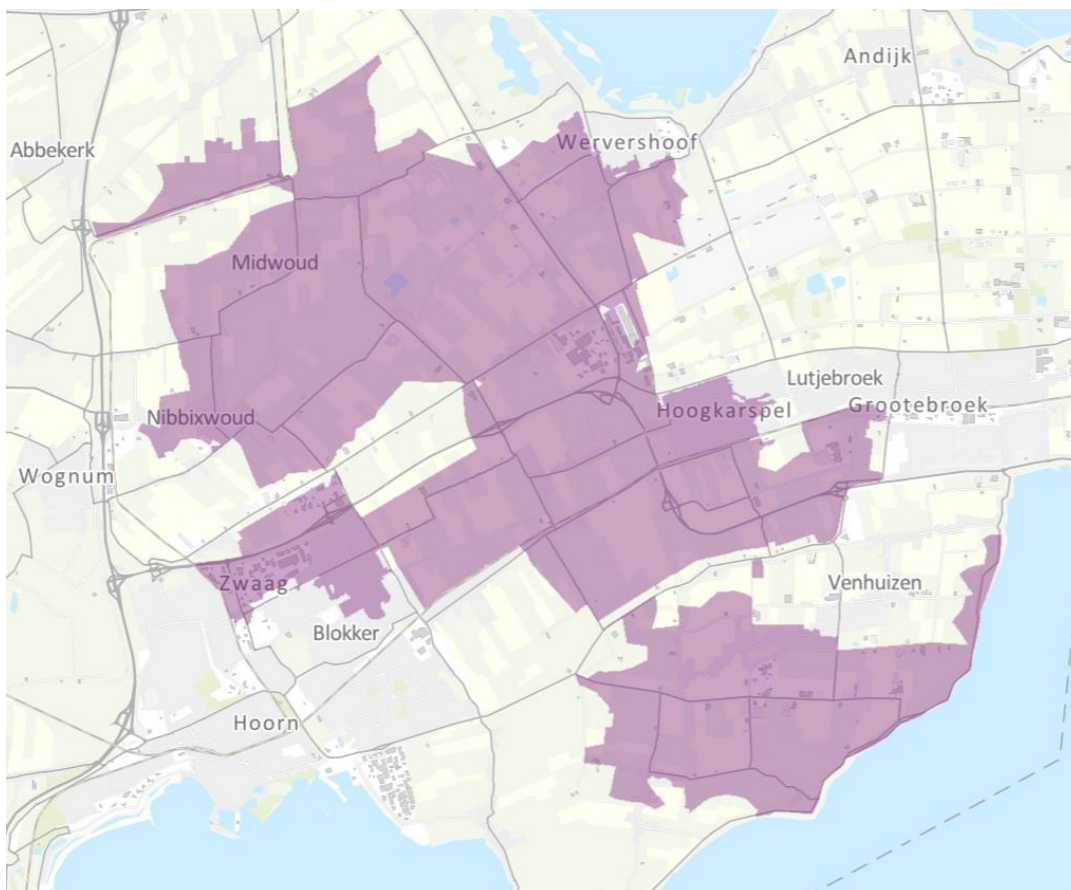 Andijk
Wervershoof
Abbekerk
Midwoud
Lutjebroek
Hoogkarspel
Grootebroek
Nibbixwoud
Wognum
Zwaag
Venhuizen
Blokker
Hoorn